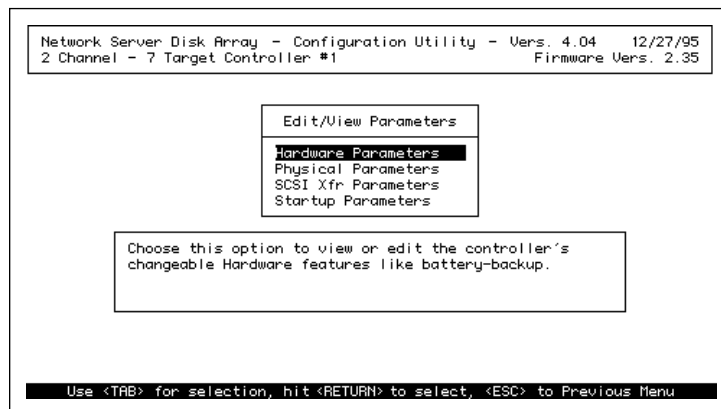 Network Server Disk Array - Configuration Utility - Vers. 4.04 12/27/95
2 Channel - 7 Target Controller #1 Firmware Vers. 2.35
Edit/View Parameters
Hardware Parameters
Physical Parameters
SCSI Xfr Parameters
Startup Parameters
Choose this option to view or edit the controller's
changeable Hardware features like battery-backup.
Use <TAB> for selection, hit <RETURN> to select, <ESC> to Previous Menu